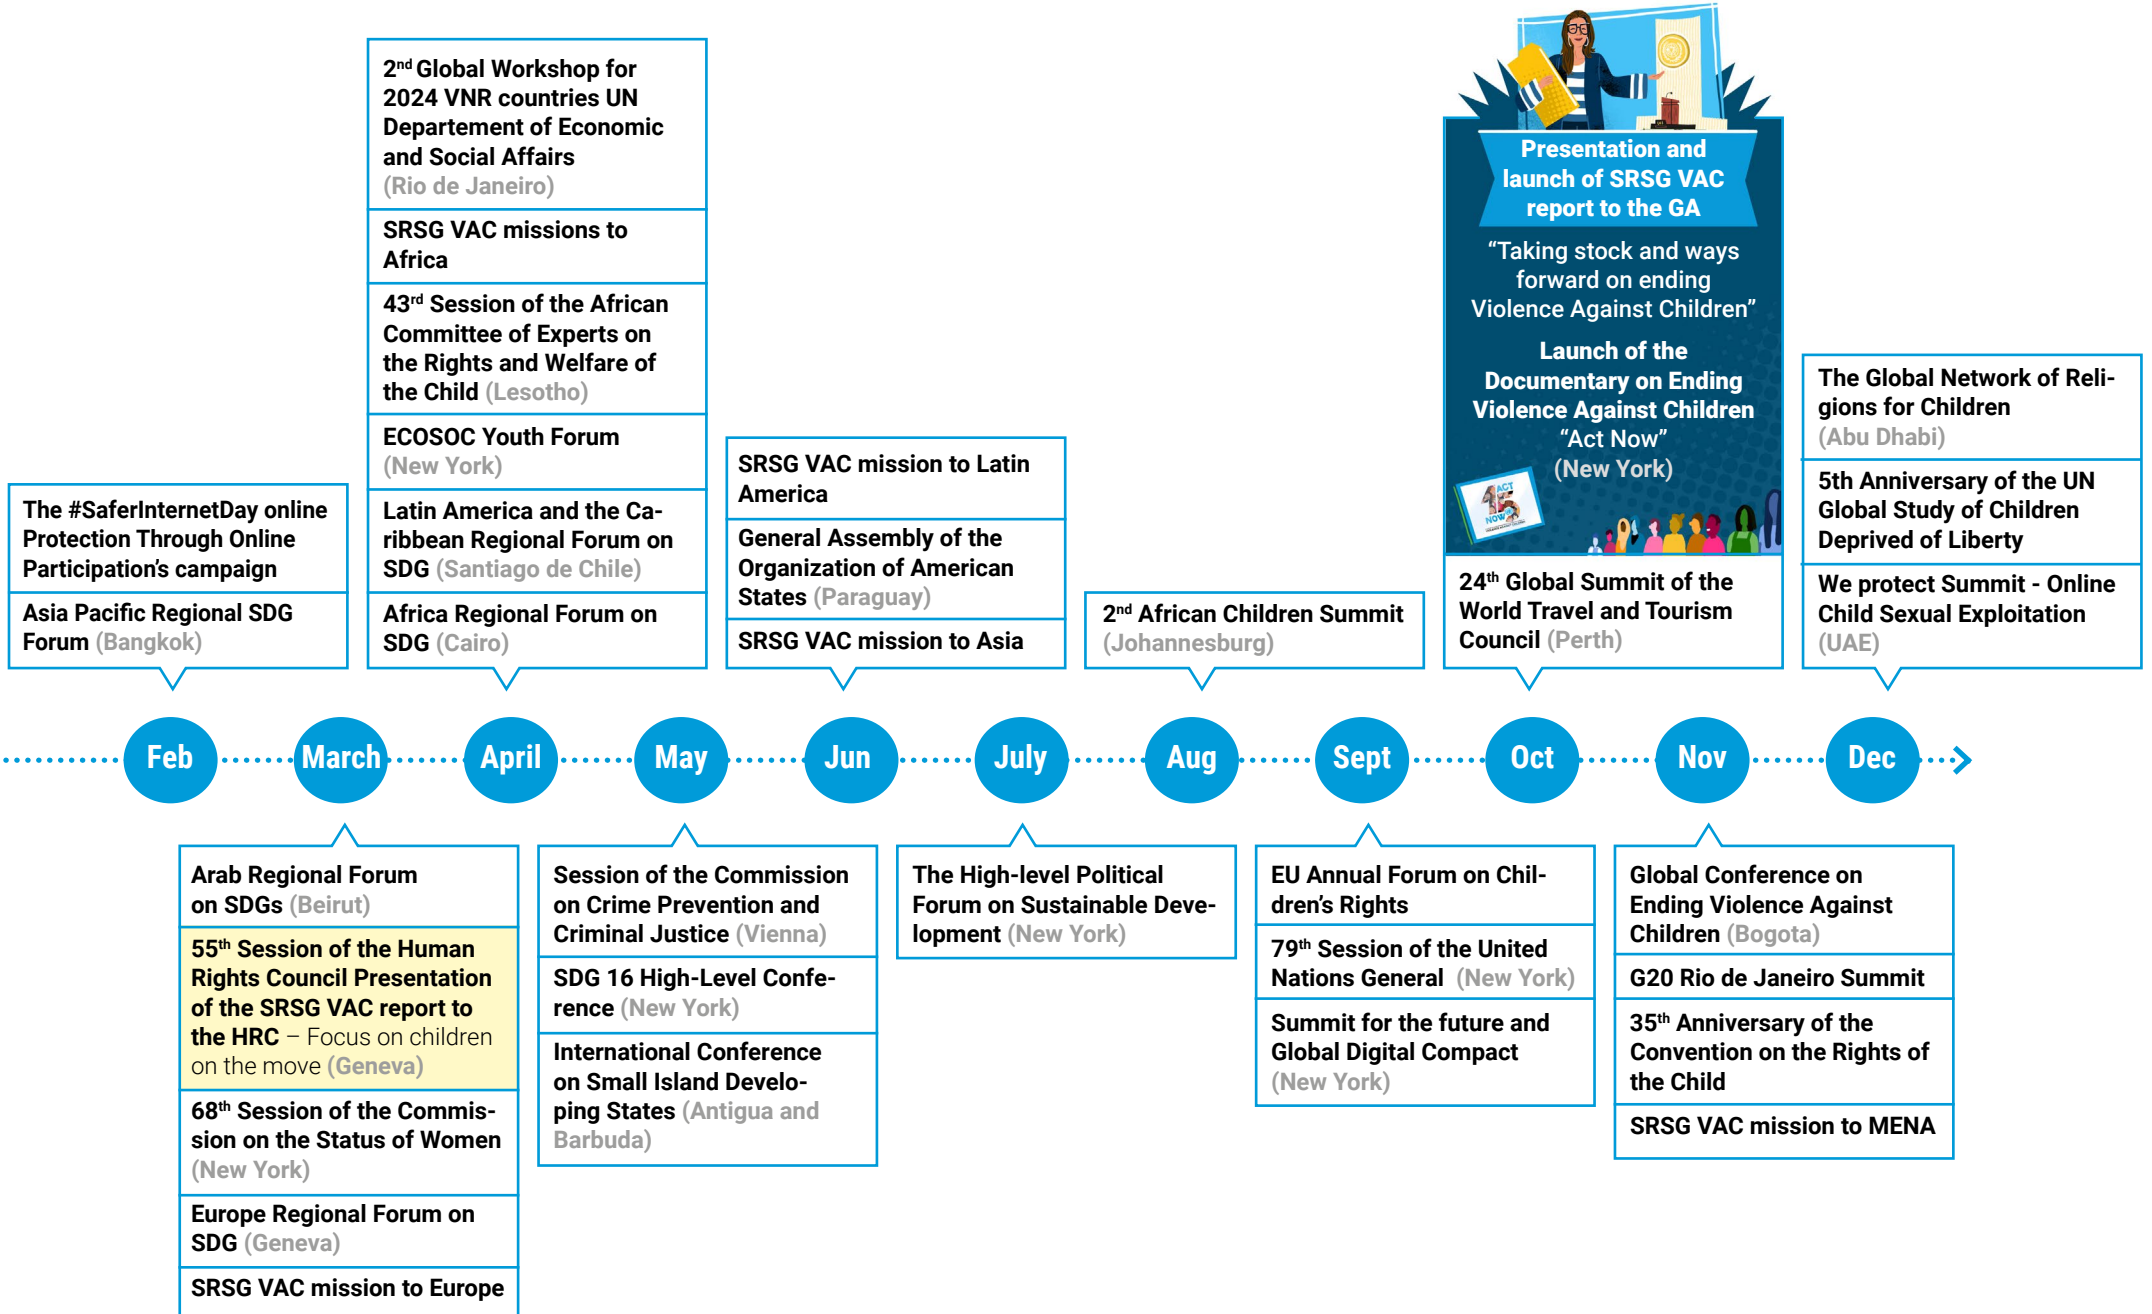 2nd Global Workshop for
2024 VNR countries UN
Departement of Economic
and Social Affairs
(Rio de Janeiro)
SRSG VAC missions to
Africa
43rd Session of the African
Committee of Experts on
the Rights and Welfare of
the Child (Lesotho)
ECOSOC Youth Forum
(New York)
Latin America and the Ca-
ribbean Regional Forum on
SDG (Santiago de Chile)
Africa Regional Forum on
SDG (Cairo)
The #SaferInternetDay online
Protection Through Online
Participation's campaign
Asia Pacific Regional SDG
Forum (Bangkok)
SRSG VAC mission to Latin
America
General Assembly of the
Organization of American
States (Paraguay)
SRSG VAC mission to Asia
2nd African Children Summit
(Johannesburg)
Presentation and
launch of SRSG VAC
report to the GA
“Taking stock and ways
forward on ending
Violence Against Children”
Launch of the
Documentary on Ending
Violence Against Children
“Act Now”
(New York)
ACT
15
NOW
24th Global Summit of the
World Travel and Tourism
Council (Perth)
The Global Network of Reli-
gions for Children
(Abu Dhabi)
5th Anniversary of the UN
Global Study of Children
Deprived of Liberty
We protect Summit - Online
Child Sexual Exploitation
(UAE)
Feb
March
April
May
Jun
July
Aug
Sept
Oct
Nov
Dec
Arab Regional Forum
on SDGs (Beirut)
55th Session of the Human
Rights Council Presentation
of the SRSG VAC report to
the HRC – Focus on children
on the move (Geneva)
68th Session of the Commis-
sion on the Status of Women
(New York)
Europe Regional Forum on
SDG (Geneva)
SRSG VAC mission to Europe
Session of the Commission
on Crime Prevention and
Criminal Justice (Vienna)
SDG 16 High-Level Confe-
rence (New York)
International Conference
on Small Island Develo-
ping States (Antigua and
Barbuda)
The High-level Political
Forum on Sustainable Deve-
lopment (New York)
EU Annual Forum on Chil-
dren's Rights
79th Session of the United
Nations General (New York)
Summit for the future and
Global Digital Compact
(New York)
Global Conference on
Ending Violence Against
Children (Bogota)
G20 Rio de Janeiro Summit
35th Anniversary of the
Convention on the Rights of
the Child
SRSG VAC mission to MENA